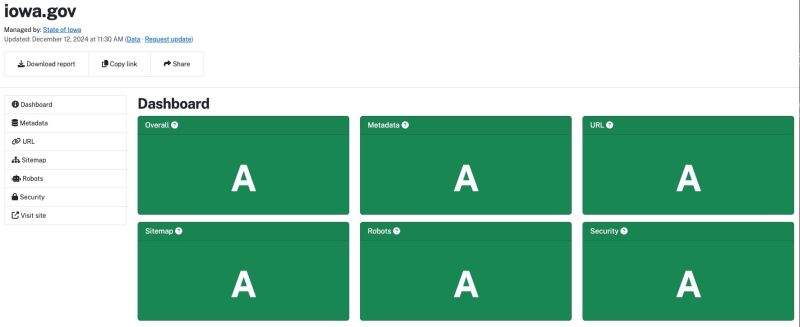 iowa.gov
Managed by: State of Iowa
Updated: December 12, 2024 at 11:30 AM (Data · Request update)
Download report
Copy link
Share
Dashboard
Metadata
URL
Sitemap
Robots
Security
Visit site
Dashboard
Overall
Metadata
URL
A
A
A
Sitemap
Robots
Security
A
A
A